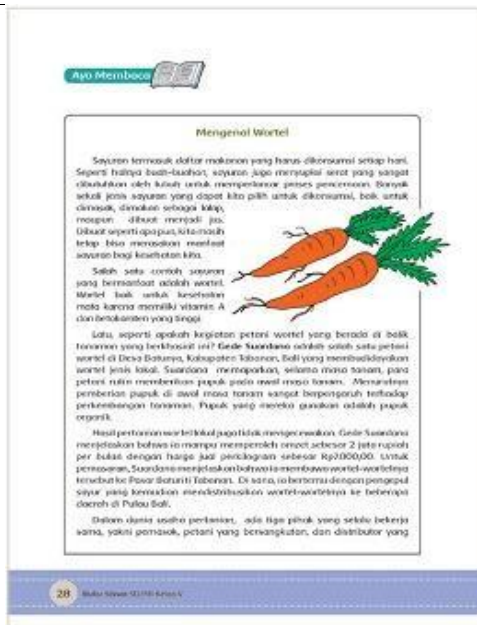 Ayo Membaca
Mengenal Wortel
Sayuran termasuk daftar makanan yang harus dikonsumsi setiap hari.
Seperti halnya buah-buahan, sayuran juga menyuplai serat yang sangat
dibutuhkan oleh tubuh untuk memperlancar proses pencernaan. Banyak
sekali jenis sayuran yang dapat kita pilih untuk dikonsumsi, baik untuk
dimasak, dimakan sebagai lalap,
maupun dibuat menjadi jus.
Dibuat seperti apa pun, kita masih
tetap bisa merasakan manfaat
sayuran bagi kesehatan kita.
Salah satu contoh sayuran
yang bermanfaat adalah wortel.
Wortel baik untuk kesehatan
mata karena memiliki vitamin A
dan betakaroten yang tinggi.
Lalu, seperti apakah kegiatan petani wortel yang berada di balik
tanaman yang berkhasiat ini? Gede Suardana adalah salah satu petani
wortel di Desa Baturiya, Kabupaten Tabanan, Bali yang membudidayakan
wortel jenis lokal. Suardana memaparkan, selama masa tanam, para
petani rutin memberikan pupuk pada awal masa tanam. Menurutnya
pemberian pupuk di awal masa tanam sangat berpengaruh terhadap
perkembangan tanaman. Pupuk yang mereka gunakan adalah pupuk
organik.
Hasil pertanian wortel lokal juga tidak mengecewakan. Gede Suardana
menjelaskan bahwa ia mampu memperoleh omzet sebesar 2 juta rupiah
per bulan dengan harga jual perkilogram sebesar Rp7.000,00. Untuk
pemasaran, Suardana menjelaskan bahwa ia membawa wortel-wortelnya
tersebut ke Pasar Baturiti Tabanan. Di sana, ia bertemu dengan pengepul
sayur yang kemudian mendistribusikan wortel-wortelnya ke beberapa
daerah di Pulau Bali.
Dalam dunia usaha pertanian, ada tiga pihak yang selalu bekerja
sama, yakni pemasok, petani yang bersangkutan, dan distributor yang
28
Buku Siswa SD/MI Kelas V